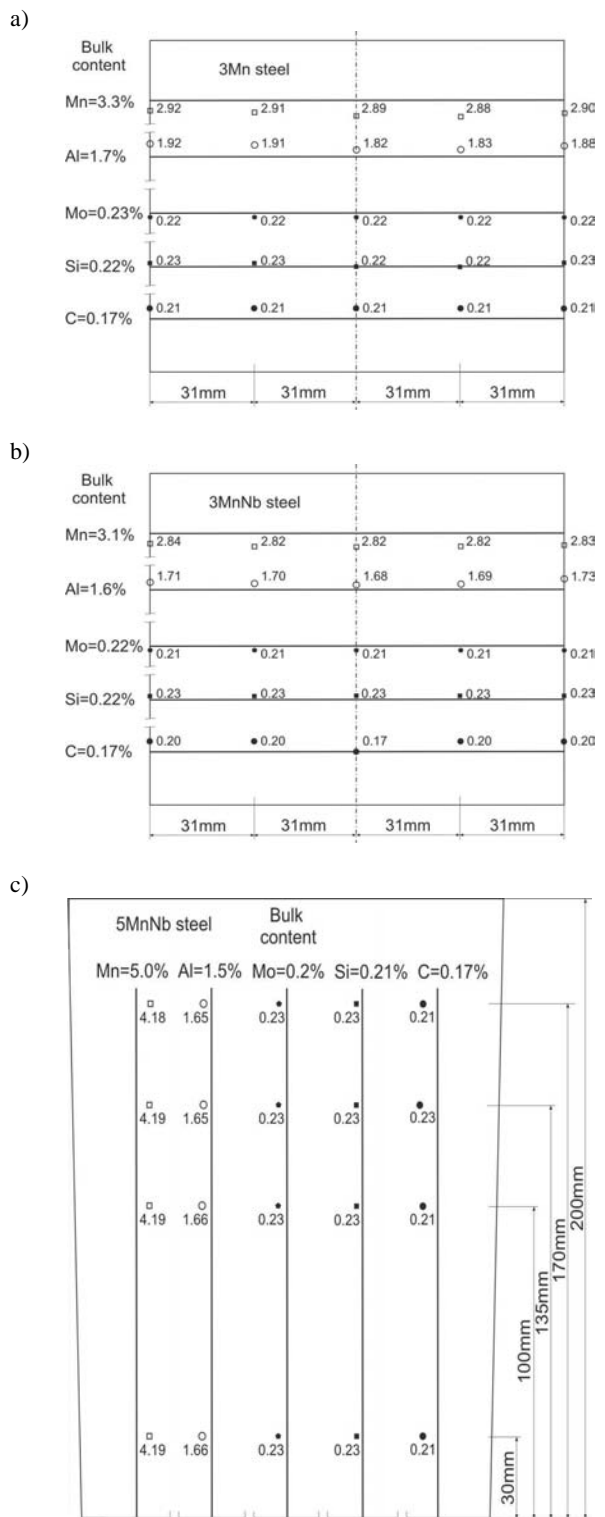 a)
Bulk
content
3Mn steel
Mn=3.3%
2.92 2.91 2.89 2.88 2.90
1.92 1.91 1.82 1.83 1.88
Al=1.7%
Mo=0.23%
0.22 0.22 0.22 0.22 0.22
0.23 0.23 0.22 0.22 0.23
Si=0.22%
0.21 0.21 0.21 0.21 0.21
C=0.17%
31mm 31mm 31mm 31mm
b)
Bulk
content
3MnNb steel
Mn=3.1%
2.84 2.82 2.82 2.82 2.83
1.71 1.70 1.68 1.69 1.73
Al=1.6%
Mo=0.22%
0.21 0.21 0.21 0.21 0.21
0.23 0.23 0.23 0.23 0.23
Si=0.22%
0.20 0.20 0.17 0.20 0.20
C=0.17%
31mm 31mm 31mm 31mm
c)
5MnNb steel
Bulk
content
Mn=5.0% Al=1.5% Mo=0.2% Si=0.21% C=0.17%
4.18 1.65 0.23 0.23 0.21
4.19 1.65 0.23 0.23 0.23
4.19 1.66 0.23 0.23 0.21
4.19 1.66 0.23 0.23 0.21
30mm
100mm
135mm
170mm
200mm